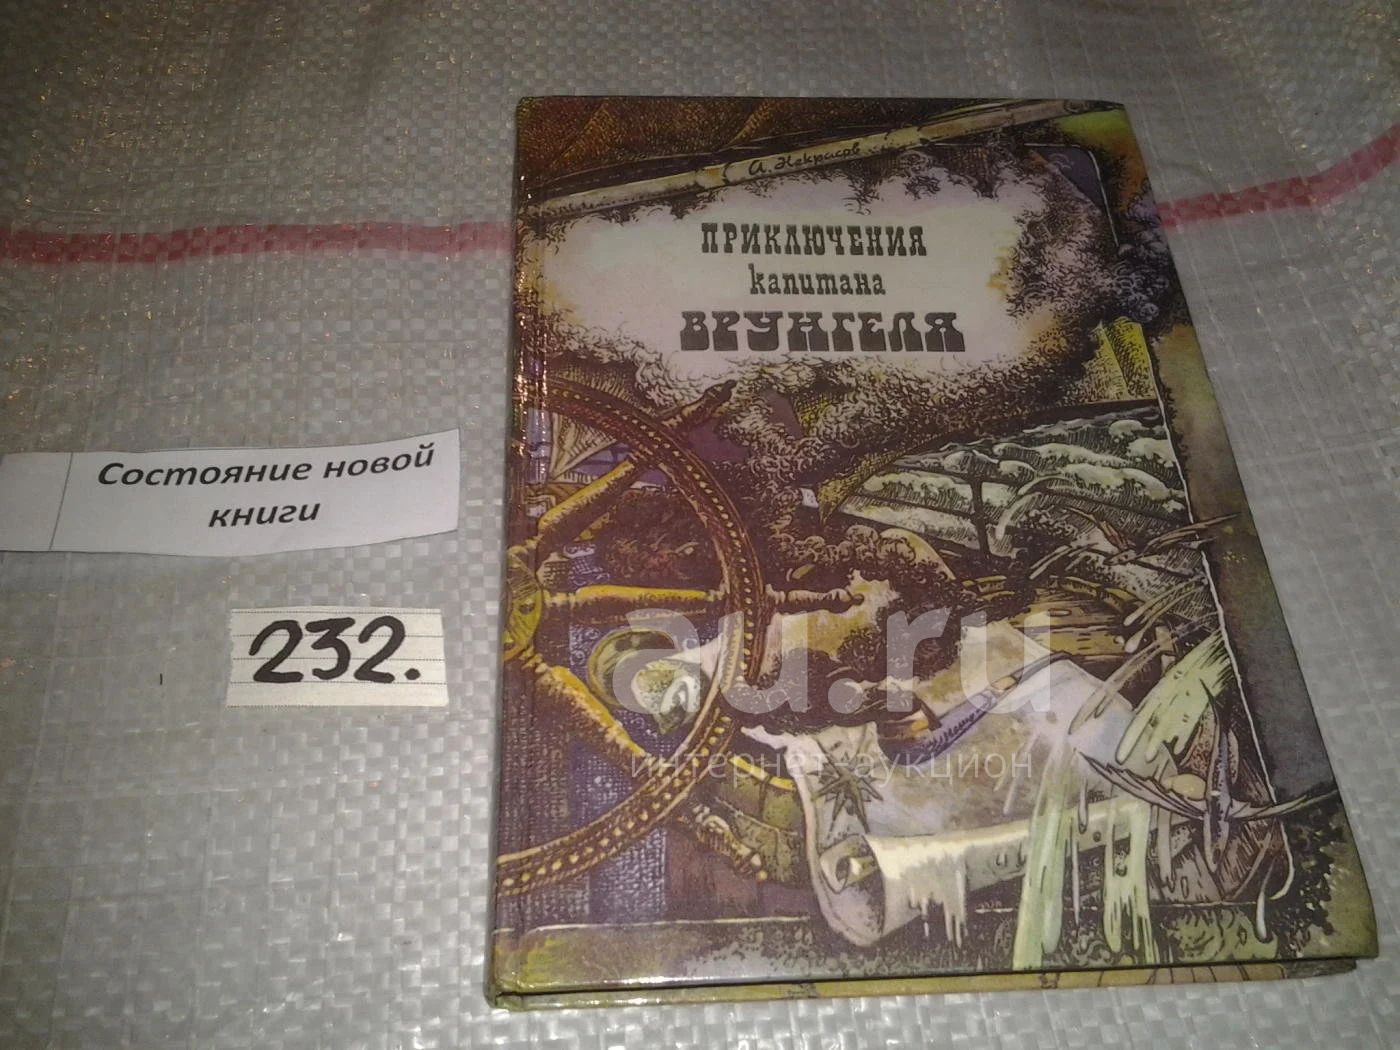 А. Некрасов
ПРИКЛЮЧЕНИЯ
капитана
ВРУНГЕЛЯ
Состояние новой
книги
232.
au.ru
интернет-аукцион